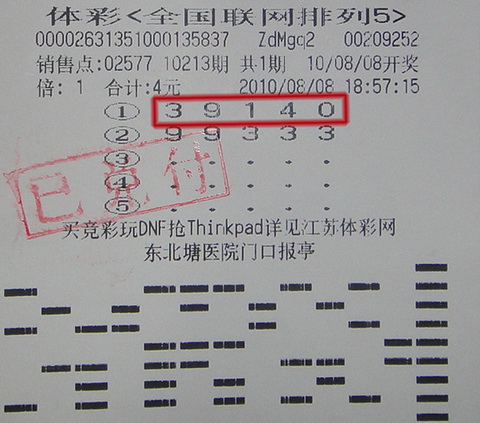 体彩<全国联网排列5>
00002631351000135837 ZdMgq2 00209252
销售点:02577 10213期 共1期 10/08/08开奖
倍: 1 合计:4元 2010/08/08 18:57:15
① 3 9 1 4 0
② 9 9 3 3 3
③ · · · · ·
④ · · · · ·
⑤ · · · · ·
已兑付
买竞彩玩DNF抢Thinkpad详见江苏体彩网
东北塘医院门口报亭